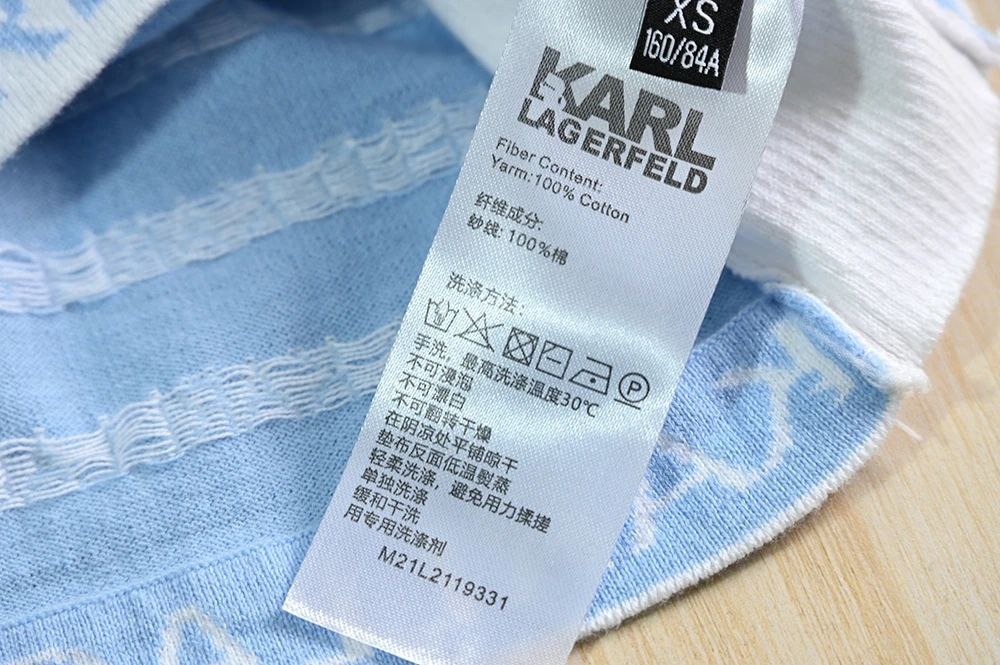 XS
160/84A
KARL
LAGERFELD
Fiber Content:
Yarm:100% Cotton
纤维成分:
纱线: 100%棉
洗涤方法:
P
手洗，最高洗涤温度30℃
不可浸泡
不可漂白
不可翻转干燥
在阴凉处平铺晾干
垫布反面低温熨蒸
轻柔洗涤，避免用力揉搓
单独洗涤
缓和干洗
用专用洗涤剂
M21L2119331